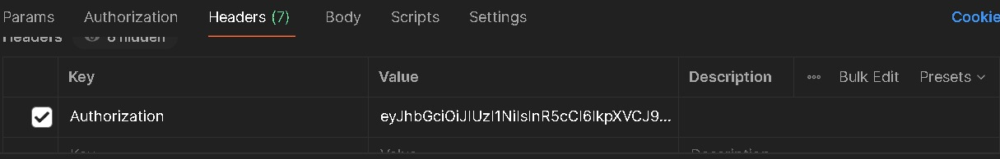 Params Authorization Headers (7) Body Scripts Settings Cookie
Headers 6 hidden
Key Value Description ••• Bulk Edit Presets
Authorization eyJhbGciOiJIUzI1NiIsInR5cCI6IkpXVCJ9...
Key Value Description